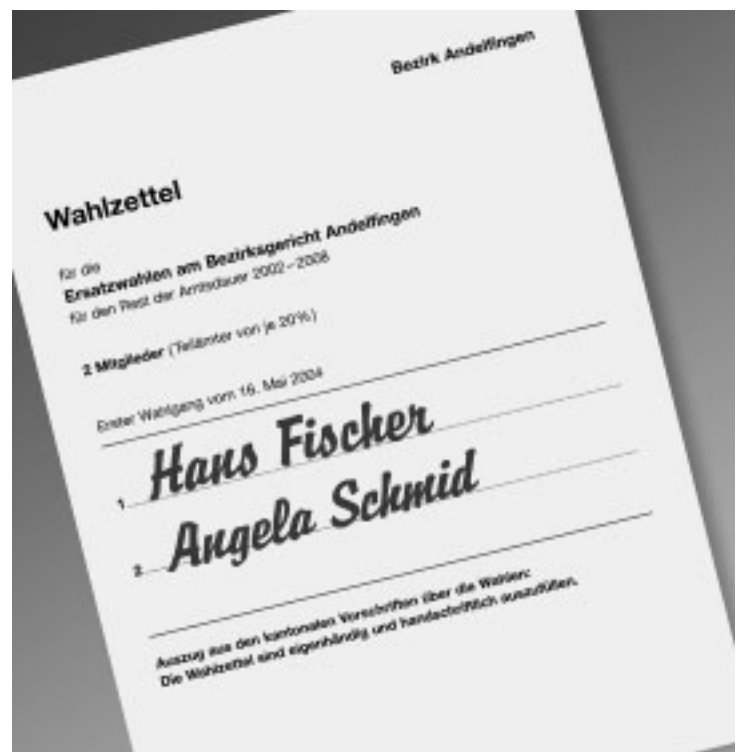 Bezirk Andelfingen
Wahlzettel
für die
Ersatzwahlen am Bezirksgericht Andelfingen
für den Rest der Amtsdauer 2002–2008
2 Mitglieder (Teilämter von je 20%)
Erster Wahlgang vom 16. Mai 2004
1 Hans Fischer
2 Angela Schmid
Auszug aus den kantonalen Vorschriften über die Wahlen:
Die Wahlzettel sind eigenhändig und handschriftlich auszufüllen.